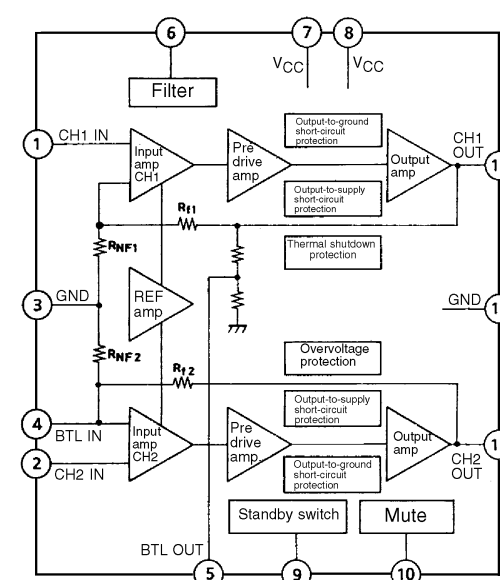 6
7
8
VCC
VCC
Filter
1
CH1 IN
Input
amp
CH1
Pre
drive
amp
Output-to-ground
short-circuit
protection
Output
amp
CH1
OUT
1
Output-to-supply
short-circuit
protection
Rf1
RNF1
Thermal shutdown
protection
3
GND
REF
amp
GND
1
RNF2
Rf2
Overvoltage
protection
4
BTL IN
2
CH2 IN
Input
amp
CH2
Pre
drive
amp.
Output-to-supply
short-circuit
protection
Output
amp
1
CH2
OUT
Output-to-ground
short-circuit
protection
Standby switch
Mute
BTL OUT
5
9
10